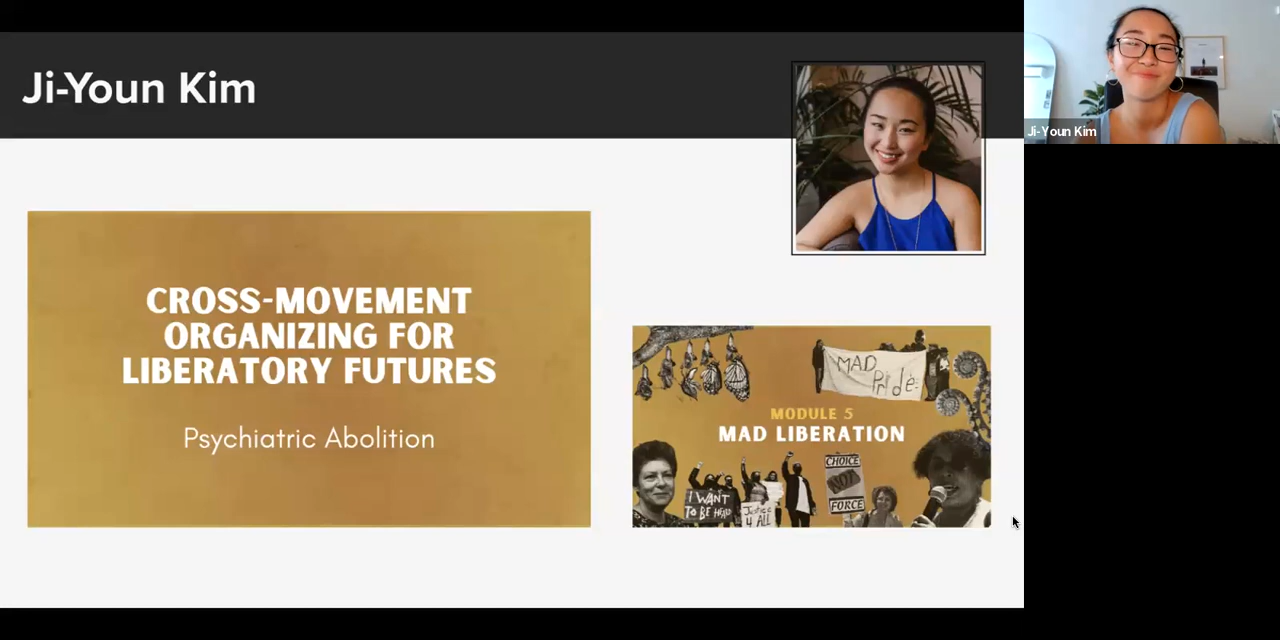 Ji-Youn Kim
Ji-Youn Kim
CROSS-MOVEMENT
ORGANIZING FOR
LIBERATORY FUTURES
Psychiatric Abolition
MAD
Pride
MODULE 5
MAD LIBERATION
I WANT
TO BE HEARD
Justice
4 ALL
CHOICE
NOT
FORCE